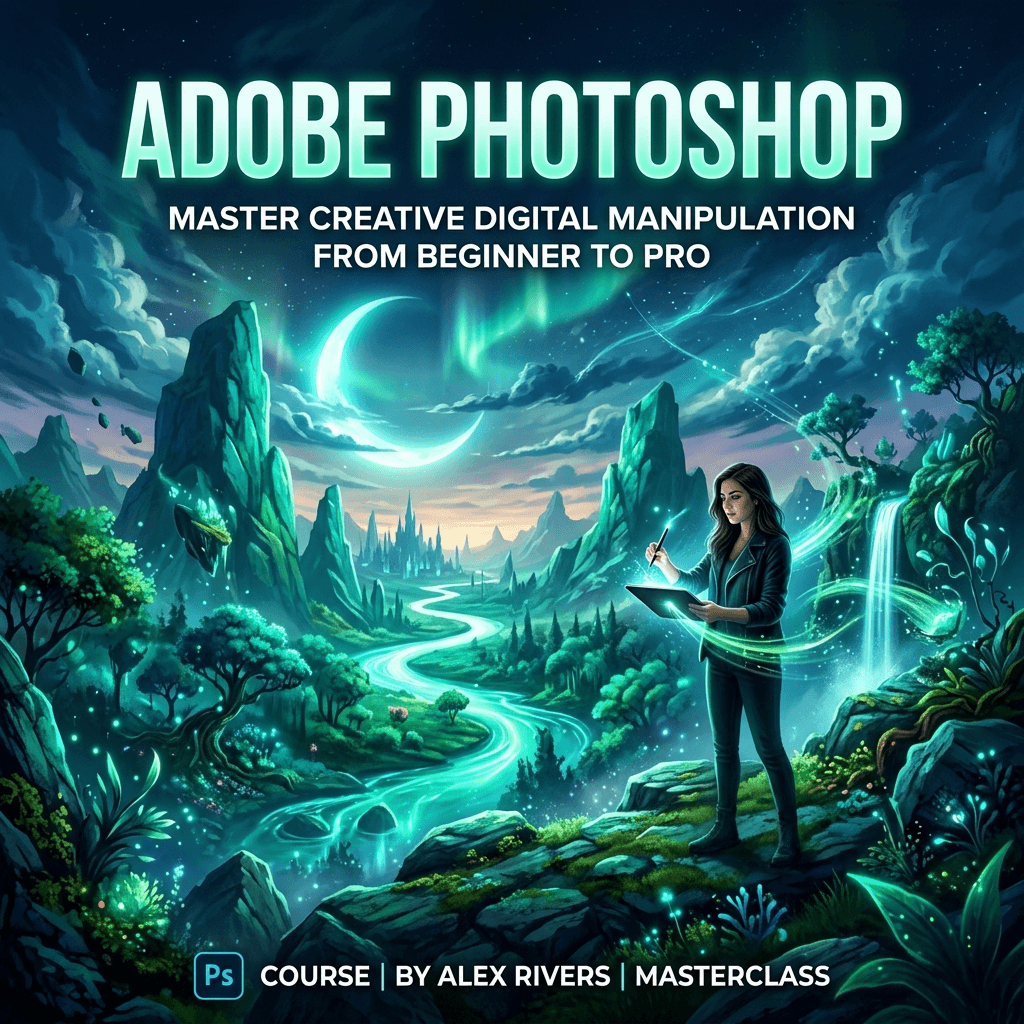 ADOBE PHOTOSHOP
MASTER CREATIVE DIGITAL MANIPULATION
FROM BEGINNER TO PRO
Ps COURSE | BY ALEX RIVERS | MASTERCLASS